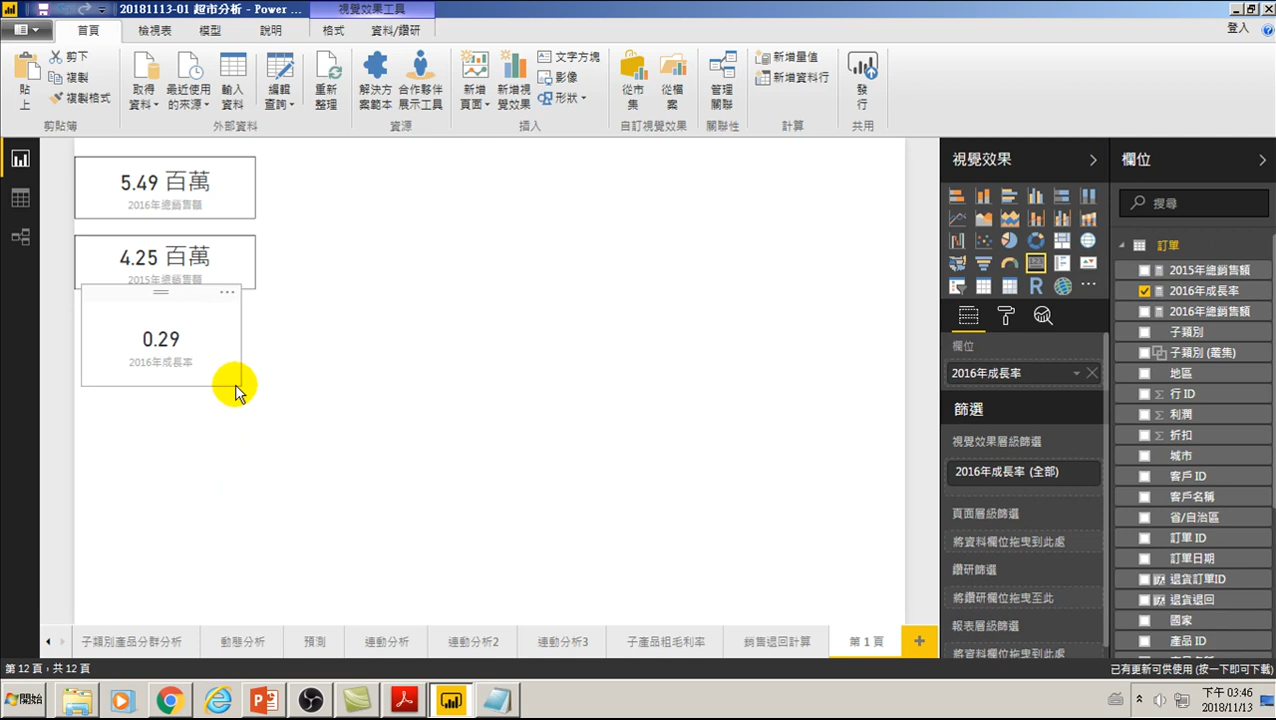 20181113-01 超市分析 - Power ...
視覺效果工具
首頁
檢視表
模型
說明
格式
資料/鑽研
登入
貼上
剪下
複製
複製格式
剪貼簿
取得資料
最近使用的來源
輸入資料
編輯查詢
外部資料
重新整理
解決方案範本
合作夥伴展示工具
資源
新增頁面
新增視覺效果
文字方塊
影像
形狀
插入
從市集
從檔案
自訂視覺效果
管理關聯
關聯性
新增量值
新增資料行
計算
發行
共用
5.49 百萬
2016年總銷售額
4.25 百萬
2015年總銷售額
0.29
2016年成長率
視覺效果
欄位
2016年成長率
篩選
視覺效果層級篩選
2016年成長率 (全部)
頁面層級篩選
將資料欄位拖曳到此處
鑽研篩選
將鑽研欄位拖曳至此
報表層級篩選
將資料欄位拖曳到此處
欄位
搜尋
訂單
2015年總銷售額
2016年成長率
2016年總銷售額
子類別
子類別 (叢集)
地區
行 ID
利潤
折扣
城市
客戶 ID
客戶名稱
省/自治區
訂單 ID
訂單日期
退貨訂單ID
退貨退回
國家
產品 ID
子類別產品分群分析
動態分析
預測
連動分析
連動分析2
連動分析3
子產品粗毛利率
銷售退回計算
第 1 頁
第 12 頁，共 12 頁
已有更新可供使用 (按一下即可下載)
開始
下午 03:46
2018/11/13